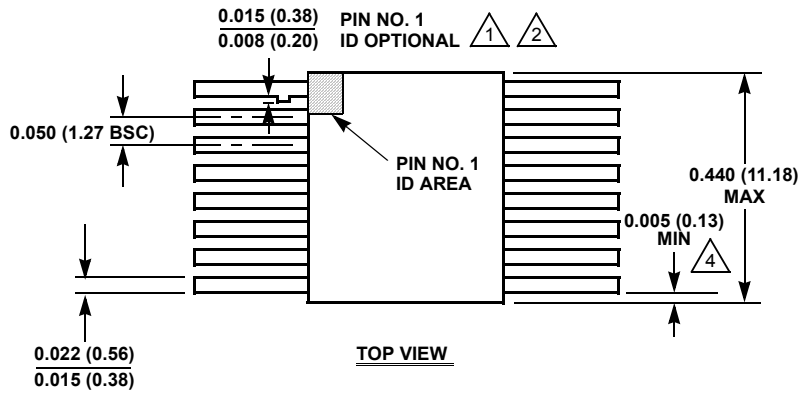 0.015 (0.38)
0.008 (0.20)
PIN NO. 1
ID OPTIONAL 1 2
0.050 (1.27 BSC)
PIN NO. 1
ID AREA
0.440 (11.18)
MAX
0.005 (0.13)
MIN
4
0.022 (0.56)
0.015 (0.38)
TOP VIEW